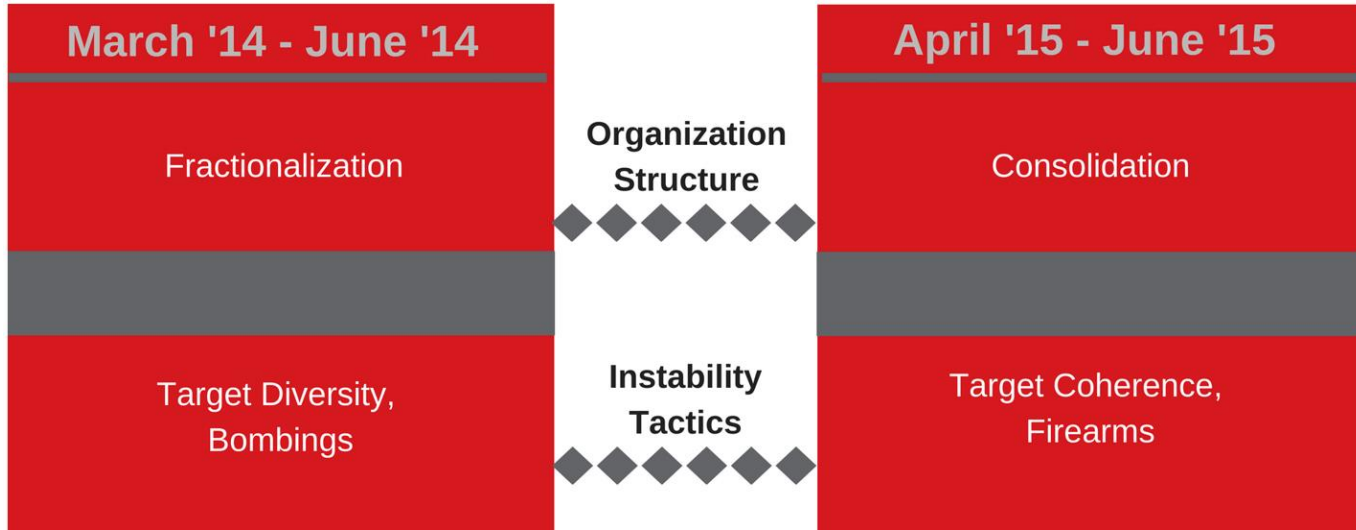 March '14 - June '14
April '15 - June '15
Fractionalization
Organization
Structure
Consolidation
Target Diversity,
Bombings
Instability
Tactics
Target Coherence,
Firearms